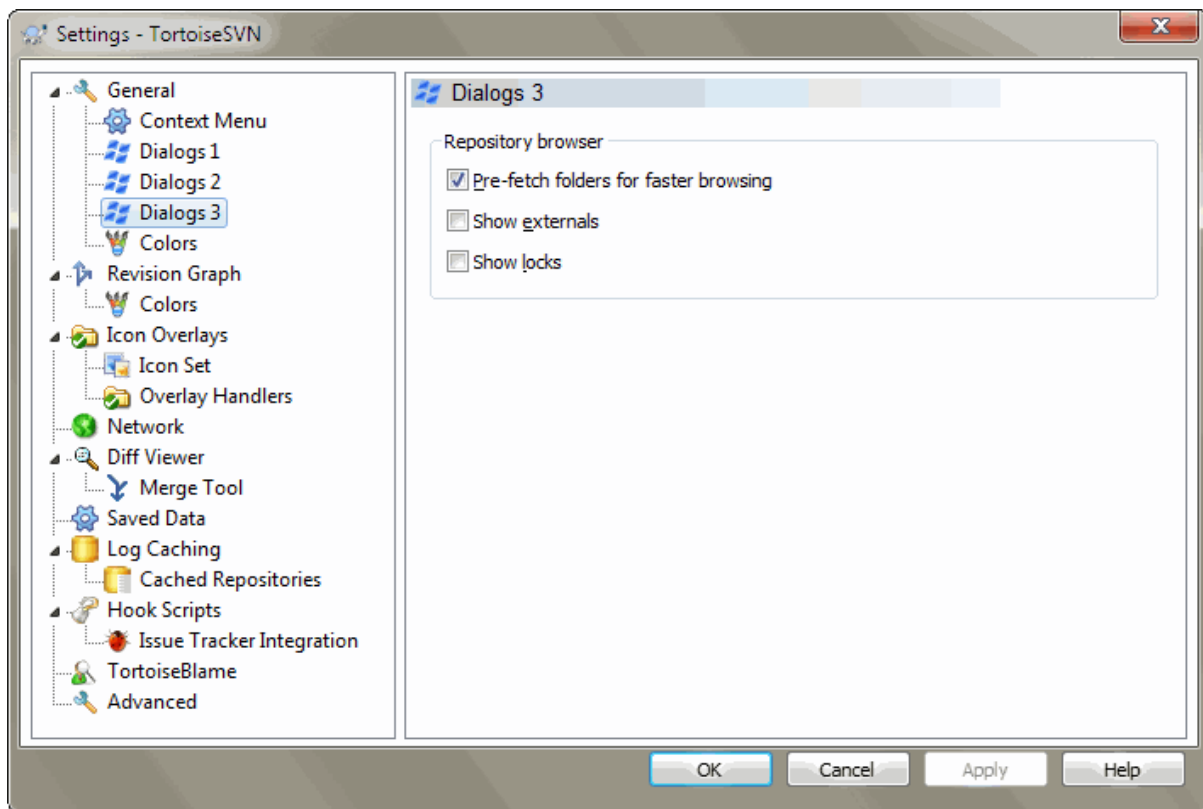 Settings - TortoiseSVN
General
Context Menu
Dialogs 1
Dialogs 2
Dialogs 3
Colors
Revision Graph
Colors
Icon Overlays
Icon Set
Overlay Handlers
Network
Diff Viewer
Merge Tool
Saved Data
Log Caching
Cached Repositories
Hook Scripts
Issue Tracker Integration
TortoiseBlame
Advanced
Dialogs 3
Repository browser
Pre-fetch folders for faster browsing
Show externals
Show locks
OK Cancel Apply Help